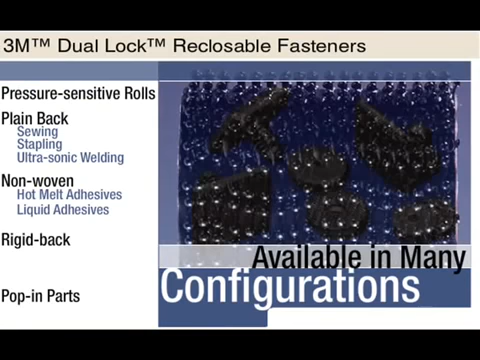 3M™ Dual Lock™ Reclosable Fasteners
Pressure-sensitive Rolls
Plain Back
Sewing
Stapling
Ultra-sonic Welding
Non-woven
Hot Melt Adhesives
Liquid Adhesives
Rigid-back
Pop-in Parts
Available in Many
Configurations